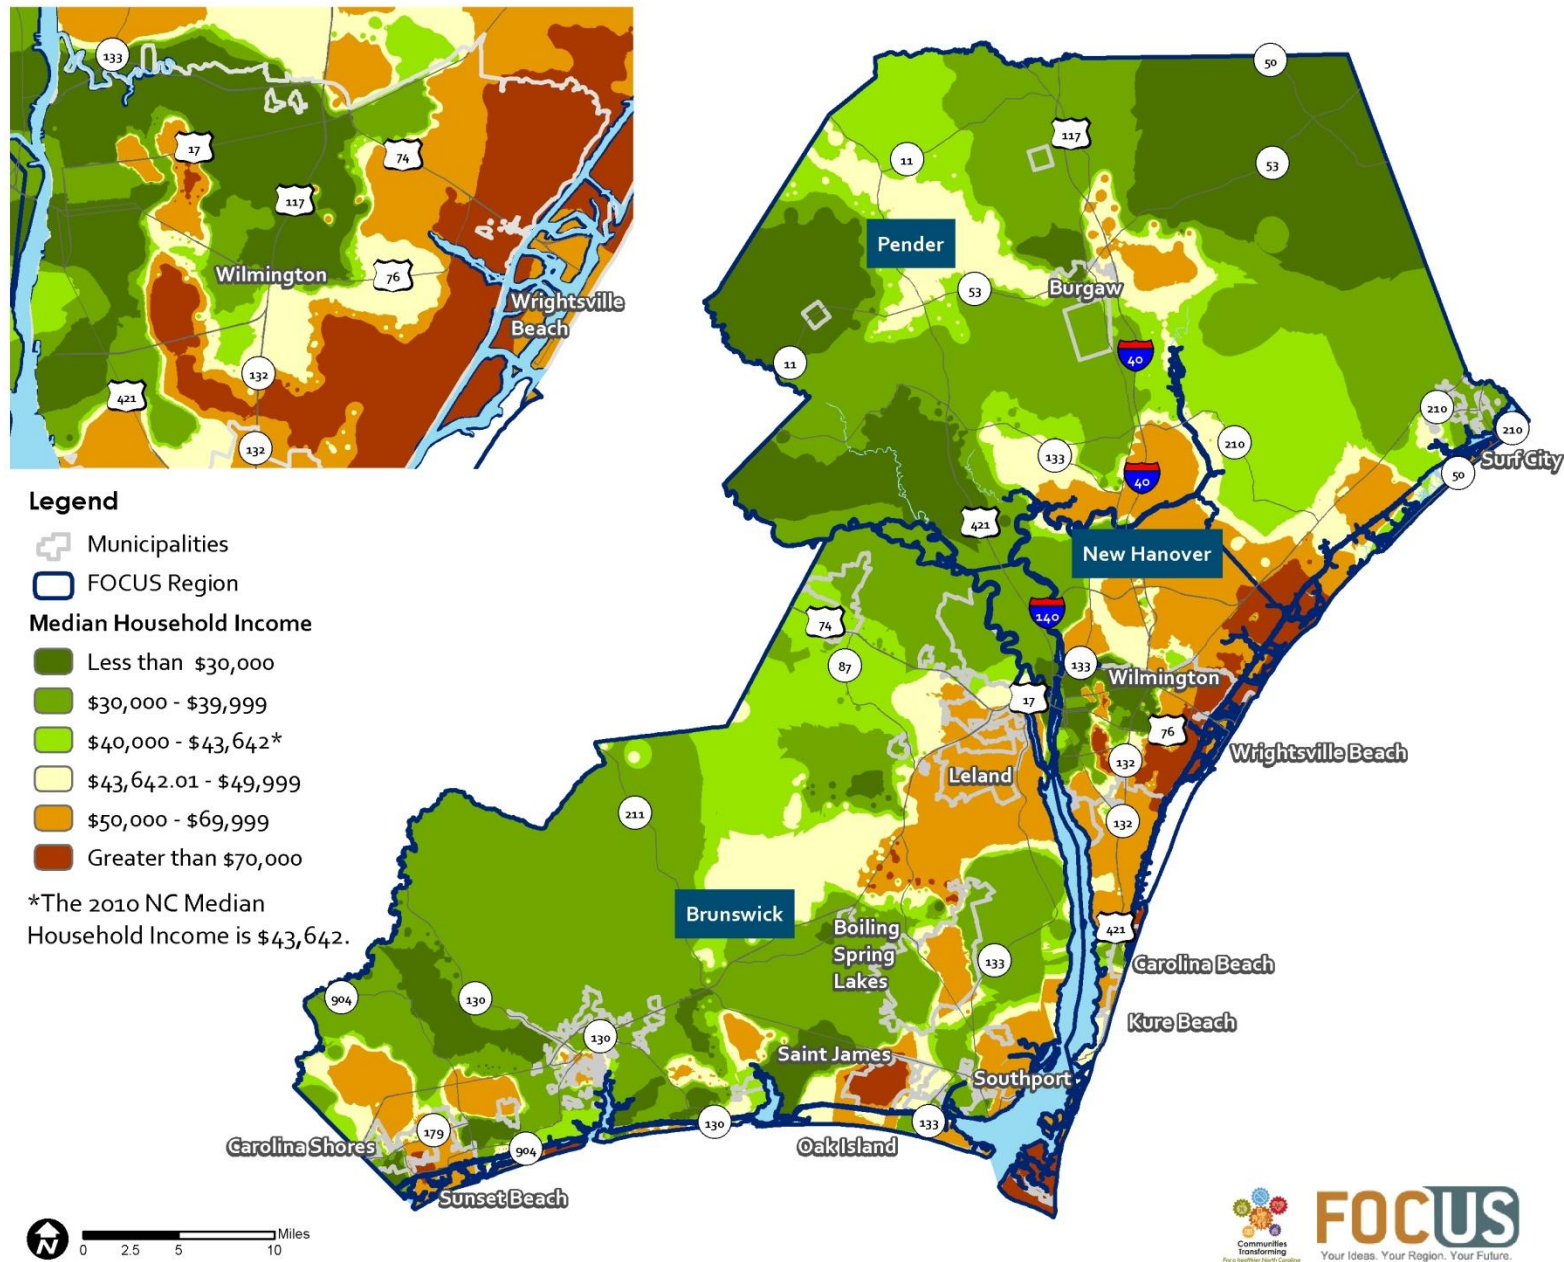 133
17
74
117
Wilmington
76
Wrightsville
Beach
132
421
132
Legend
Municipalities
FOCUS Region
Median Household Income
Less than $30,000
$30,000 - $39,999
$40,000 - $43,642*
$43,642.01 - $49,999
$50,000 - $69,999
Greater than $70,000
*The 2010 NC Median
Household Income is $43,642.
50
117
11
53
Pender
53
Burgaw
11
40
210
210
Surf City
133
210
40
50
421
New Hanover
140
74
87
133
Wilmington
17
76
Wrightsville Beach
132
Leland
211
132
Brunswick
Boiling
Spring
Lakes
421
133
Carolina Beach
904
130
Kure Beach
130
Saint James
Southport
179
130
133
Carolina Shores
904
Oak Island
Sunset Beach
N
Miles
0 2.5 5 10
Communities
Transforming
For a healthier North Carolina
FOCUS
Your Ideas. Your Region. Your Future.